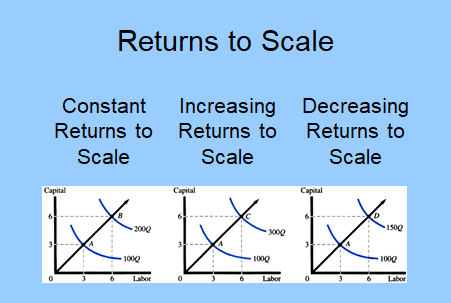 Returns to Scale
Constant
Returns to
Scale
Increasing
Returns to
Scale
Decreasing
Returns to
Scale
Capital
6
B
200Q
3
A
100Q
0 3 6 Labor
Capital
6
C
300Q
3
A
100Q
0 3 6 Labor
Capital
6
D
150Q
3
A
100Q
0 3 6 Labor